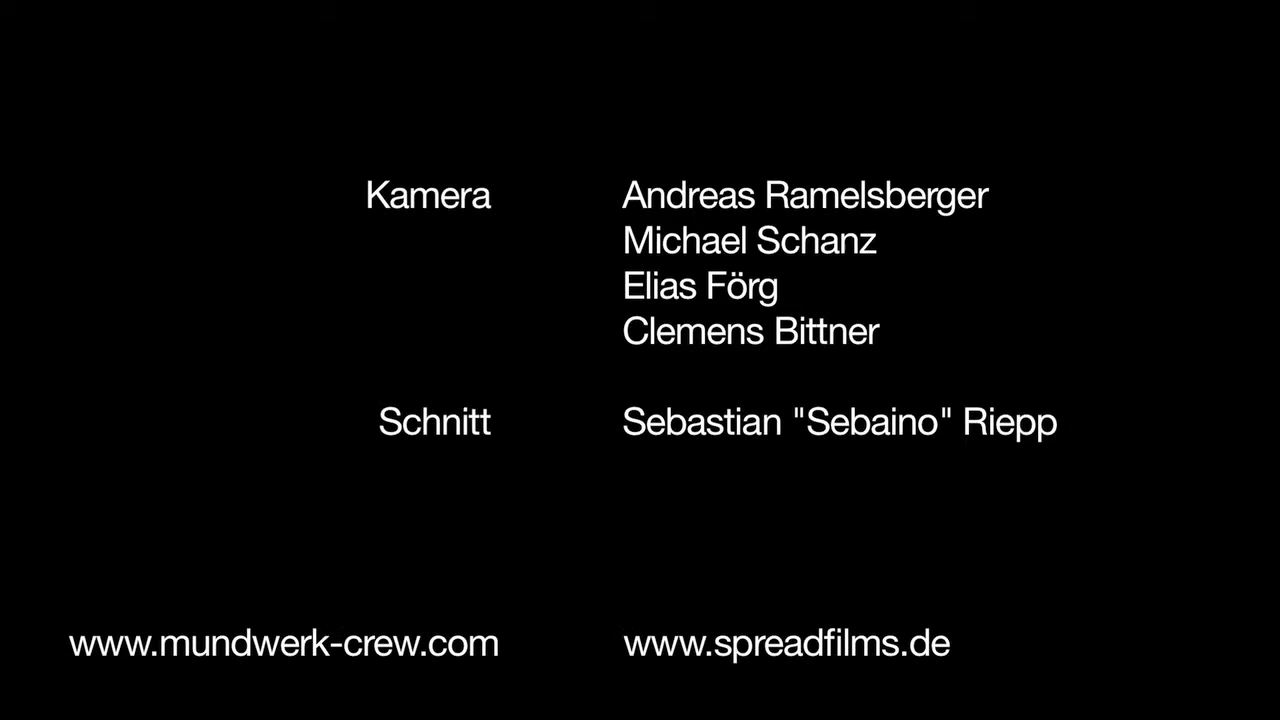 Kamera Andreas Ramelsberger
Michael Schanz
Elias Förg
Clemens Bittner
Schnitt Sebastian "Sebaino" Riepp
www.mundwerk-crew.com www.spreadfilms.de